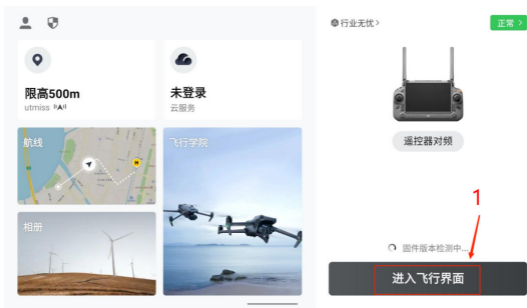 限高500m
utmiss
未登录
云服务
航线
飞行学院
相册
行业无忧>
正常 >
遥控器对频
1
固件版本检测中...
进入飞行界面